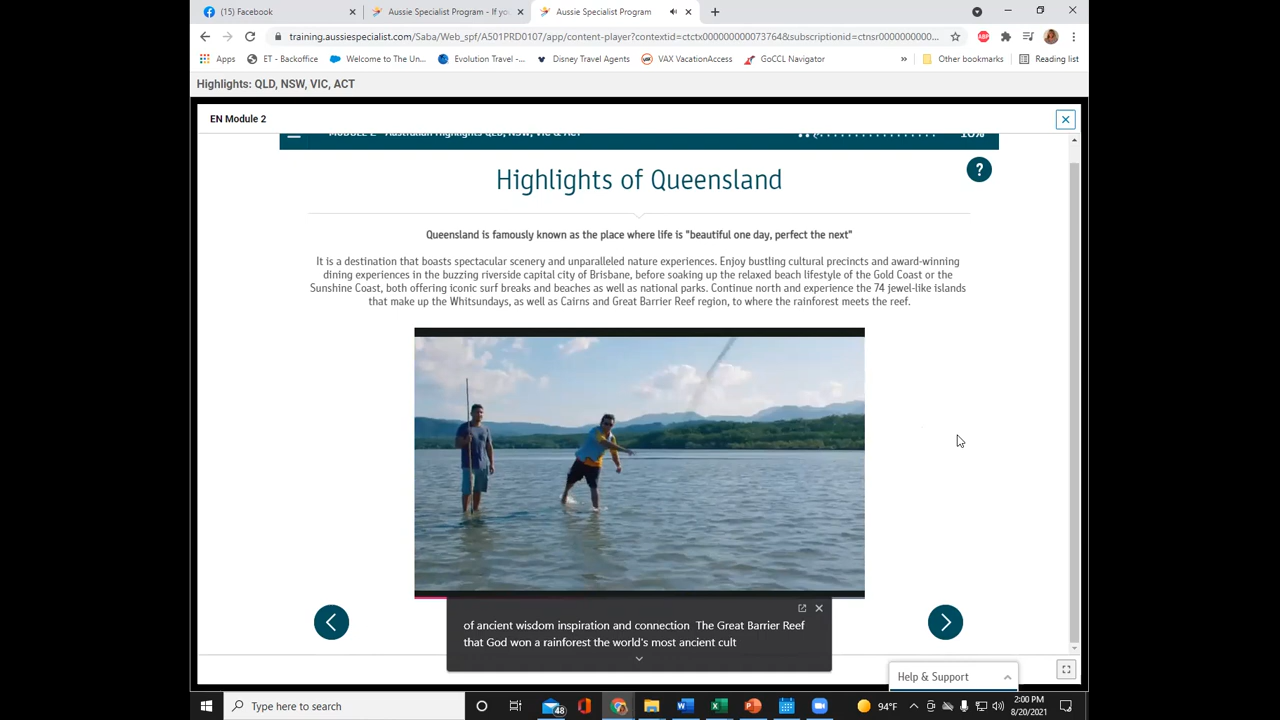 (15) Facebook
Aussie Specialist Program - If yo
Aussie Specialist Program
training.aussiespecialist.com/Saba/Web_spf/A501PRD0107/app/content-player?contextid=ctctx000000000073764&subscriptionid=ctnsr0000000000...
Apps ET - Backoffice Welcome to The Un... Evolution Travel -... Disney Travel Agents VAX VacationAccess GoCCL Navigator » Other bookmarks Reading list
Highlights: QLD, NSW, VIC, ACT
EN Module 2
Highlights of Queensland
?
Queensland is famously known as the place where life is "beautiful one day, perfect the next"
It is a destination that boasts spectacular scenery and unparalleled nature experiences. Enjoy bustling cultural precincts and award-winning
dining experiences in the buzzing riverside capital city of Brisbane, before soaking up the relaxed beach lifestyle of the Gold Coast or the
Sunshine Coast, both offering iconic surf breaks and beaches as well as national parks. Continue north and experience the 74 jewel-like islands
that make up the Whitsundays, as well as Cairns and Great Barrier Reef region, to where the rainforest meets the reef.
of ancient wisdom inspiration and connection The Great Barrier Reef
that God won a rainforest the world's most ancient cult
Help & Support
Type here to search
48
94°F
2:00 PM
8/20/2021